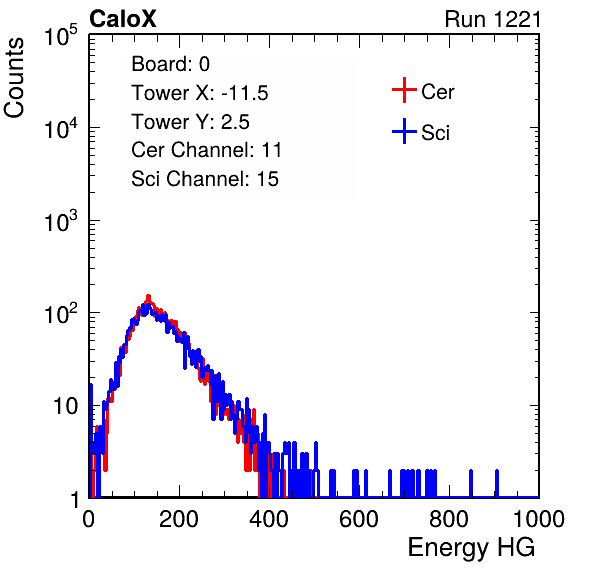 CaloX Run 1221
Counts
Board: 0
Tower X: -11.5
Tower Y: 2.5
Cer Channel: 11
Sci Channel: 15
Cer
Sci
10^5
10^4
10^3
10^2
10
1
0 200 400 600 800 1000
Energy HG